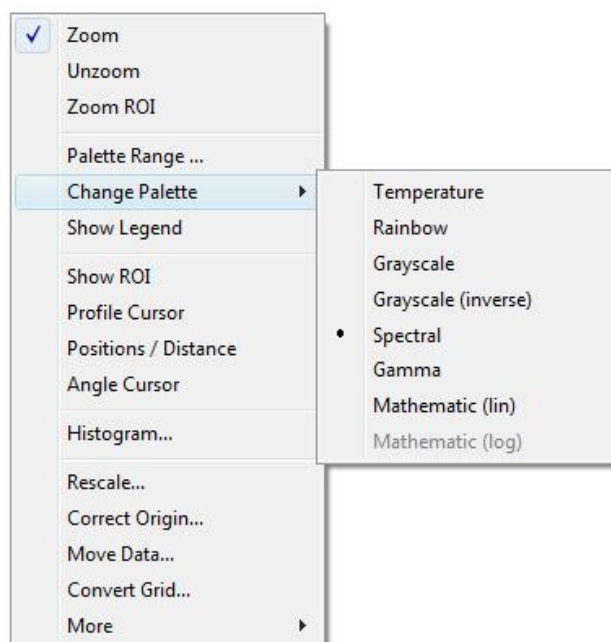 Zoom
Unzoom
Zoom ROI
Palette Range ...
Change Palette
Show Legend
Show ROI
Profile Cursor
Positions / Distance
Angle Cursor
Histogram...
Rescale...
Correct Origin...
Move Data...
Convert Grid...
More
Temperature
Rainbow
Grayscale
Grayscale (inverse)
Spectral
Gamma
Mathematic (lin)
Mathematic (log)